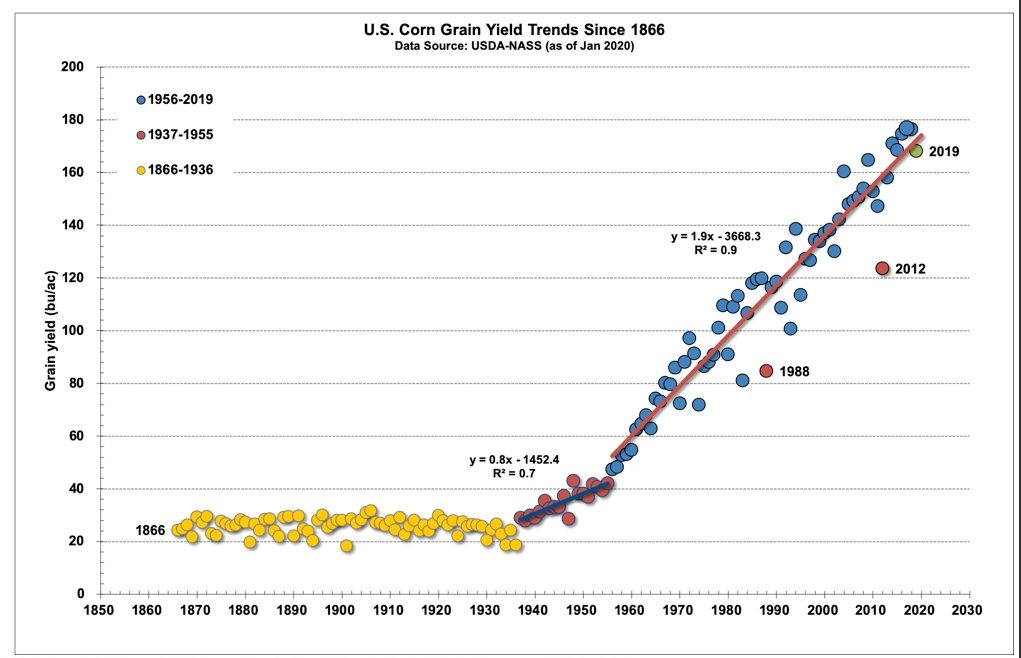 U.S. Corn Grain Yield Trends Since 1866
Data Source: USDA-NASS (as of Jan 2020)
200
180
160
140
120
100
80
60
40
20
0
Grain yield (bu/ac)
1956-2019
1937-1955
1866-1936
2019
y = 1.9x - 3668.3
R² = 0.9
2012
1988
y = 0.8x - 1452.4
R² = 0.7
1866
1850 1860 1870 1880 1890 1900 1910 1920 1930 1940 1950 1960 1970 1980 1990 2000 2010 2020 2030